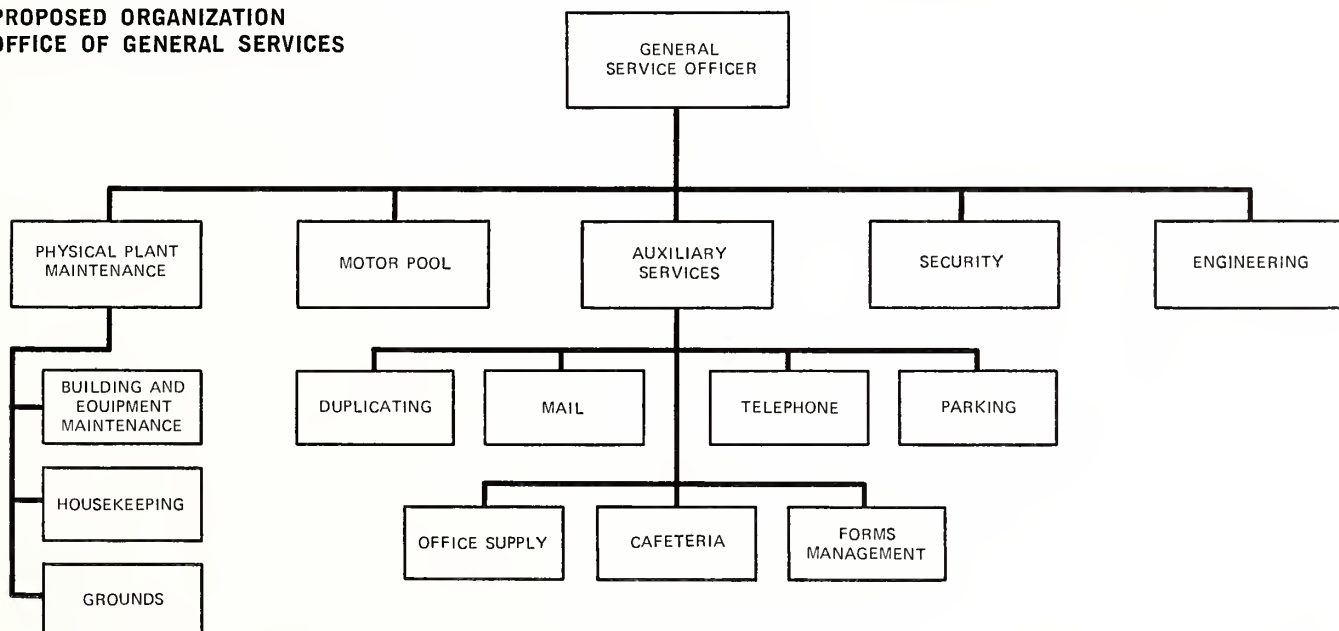 PROPOSED ORGANIZATION
OFFICE OF GENERAL SERVICES
GENERAL
SERVICE OFFICER
PHYSICAL PLANT
MAINTENANCE
MOTOR POOL
AUXILIARY
SERVICES
SECURITY
ENGINEERING
BUILDING AND
EQUIPMENT
MAINTENANCE
DUPLICATING
MAIL
TELEPHONE
PARKING
HOUSEKEEPING
OFFICE SUPPLY
CAFETERIA
FORMS
MANAGEMENT
GROUNDS